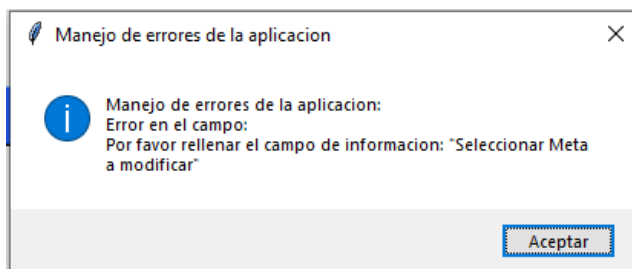 Manejo de errores de la aplicacion
Manejo de errores de la aplicacion:
Error en el campo:
Por favor rellenar el campo de informacion: "Seleccionar Meta
a modificar"
Aceptar